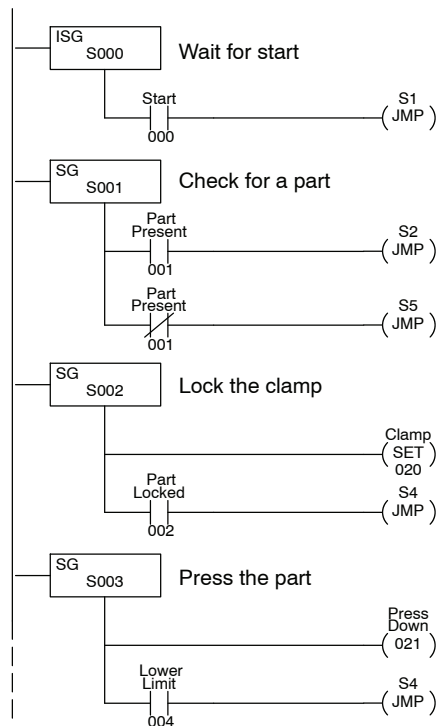 ISG
S000
Wait for start
Start
000
S1
JMP
SG
S001
Check for a part
Part
Present
001
S2
JMP
Part
Present
001
S5
JMP
SG
S002
Lock the clamp
Clamp
SET
020
Part
Locked
002
S4
JMP
SG
S003
Press the part
Press
Down
021
Lower
Limit
004
S4
JMP